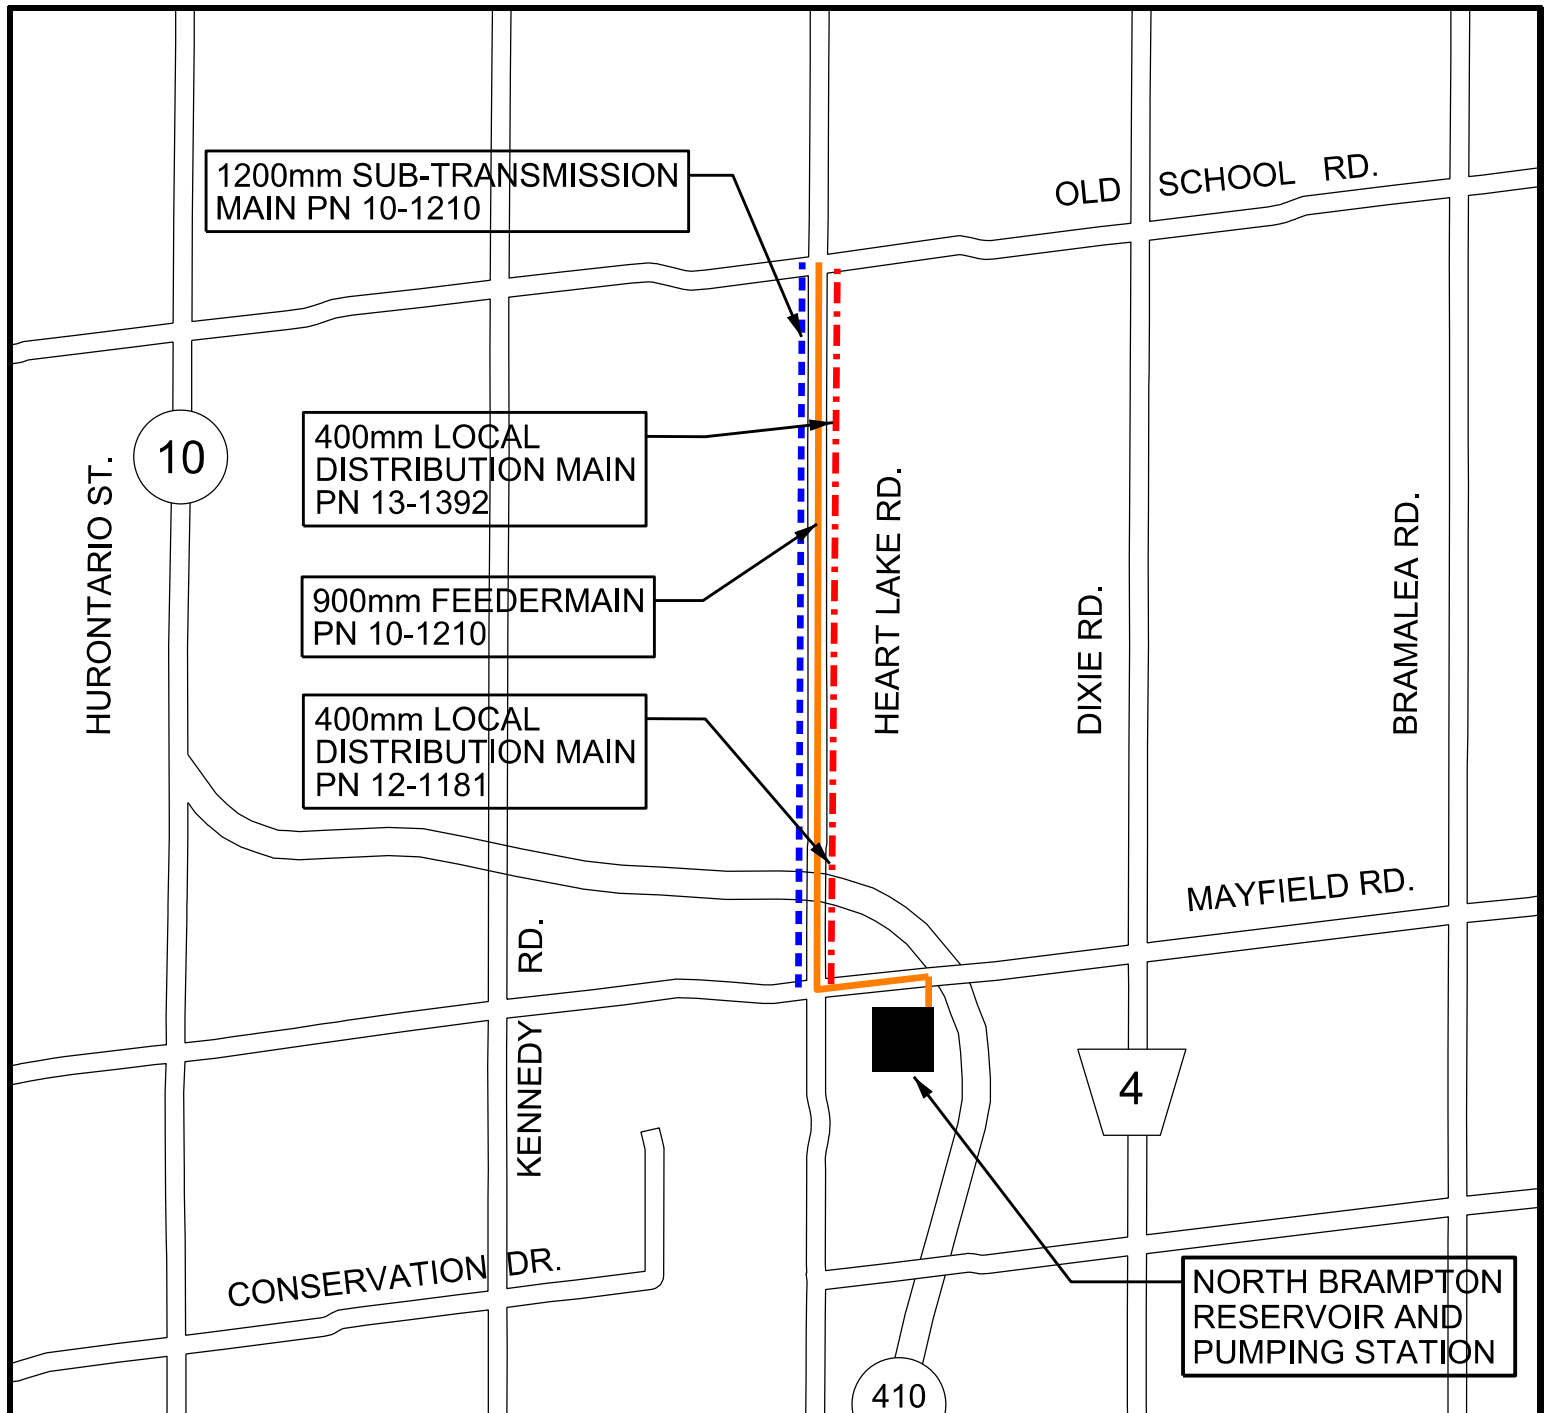 1200mm SUB-TRANSMISSION
MAIN PN 10-1210
OLD SCHOOL RD.
10
400mm LOCAL
DISTRIBUTION MAIN
PN 13-1392
HURONTARIO ST.
HEART LAKE RD.
DIXIE RD.
BRAMALEA RD.
900mm FEEDERMAIN
PN 10-1210
400mm LOCAL
DISTRIBUTION MAIN
PN 12-1181
MAYFIELD RD.
KENNEDY RD.
4
CONSERVATION DR.
NORTH BRAMPTON
RESERVOIR AND
PUMPING STATION
410